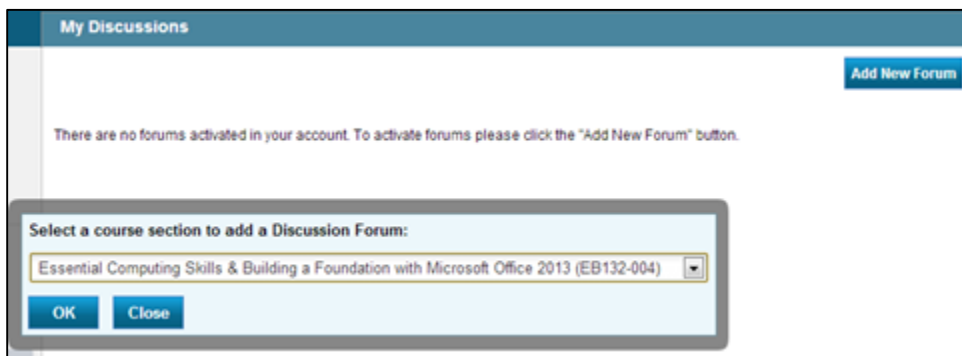 My Discussions
Add New Forum
There are no forums activated in your account. To activate forums please click the "Add New Forum" button.
Select a course section to add a Discussion Forum:
Essential Computing Skills & Building a Foundation with Microsoft Office 2013 (EB132-004)
OK Close